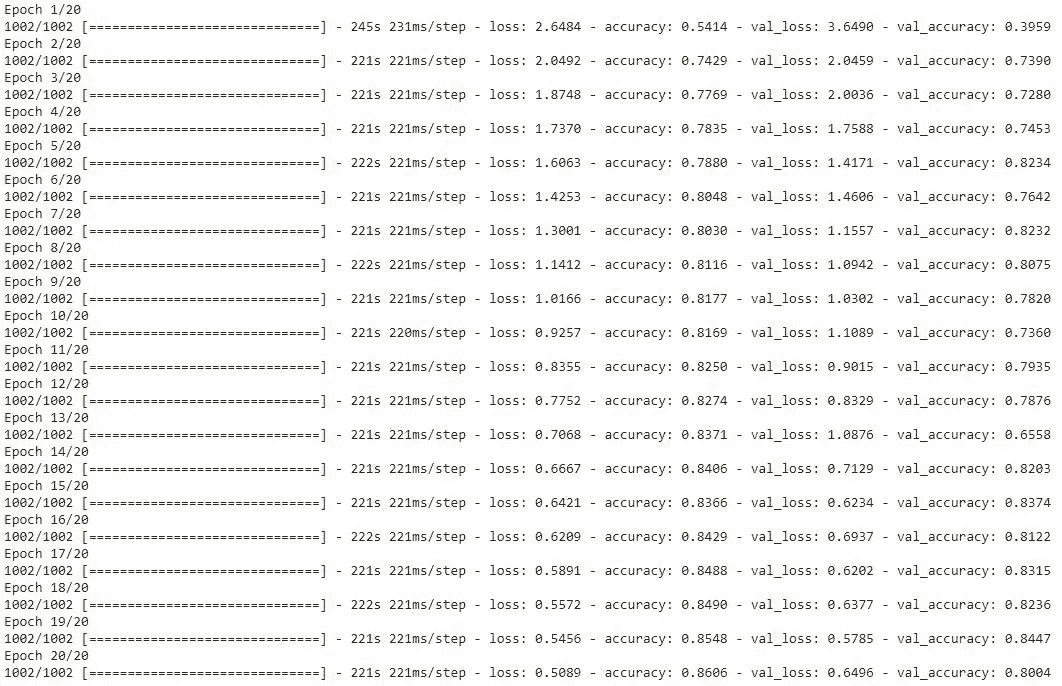 Epoch 1/20
1002/1002 [==============================] - 245s 231ms/step - loss: 2.6484 - accuracy: 0.5414 - val_loss: 3.6490 - val_accuracy: 0.3959
Epoch 2/20
1002/1002 [==============================] - 221s 221ms/step - loss: 2.0492 - accuracy: 0.7429 - val_loss: 2.0459 - val_accuracy: 0.7390
Epoch 3/20
1002/1002 [==============================] - 221s 221ms/step - loss: 1.8748 - accuracy: 0.7769 - val_loss: 2.0036 - val_accuracy: 0.7280
Epoch 4/20
1002/1002 [==============================] - 221s 221ms/step - loss: 1.7370 - accuracy: 0.7835 - val_loss: 1.7588 - val_accuracy: 0.7453
Epoch 5/20
1002/1002 [==============================] - 222s 221ms/step - loss: 1.6063 - accuracy: 0.7880 - val_loss: 1.4171 - val_accuracy: 0.8234
Epoch 6/20
1002/1002 [==============================] - 221s 221ms/step - loss: 1.4253 - accuracy: 0.8048 - val_loss: 1.4606 - val_accuracy: 0.7642
Epoch 7/20
1002/1002 [==============================] - 221s 221ms/step - loss: 1.3001 - accuracy: 0.8030 - val_loss: 1.1557 - val_accuracy: 0.8232
Epoch 8/20
1002/1002 [==============================] - 222s 221ms/step - loss: 1.1412 - accuracy: 0.8116 - val_loss: 1.0942 - val_accuracy: 0.8075
Epoch 9/20
1002/1002 [==============================] - 221s 221ms/step - loss: 1.0166 - accuracy: 0.8177 - val_loss: 1.0302 - val_accuracy: 0.7820
Epoch 10/20
1002/1002 [==============================] - 221s 220ms/step - loss: 0.9257 - accuracy: 0.8169 - val_loss: 1.1089 - val_accuracy: 0.7360
Epoch 11/20
1002/1002 [==============================] - 221s 221ms/step - loss: 0.8355 - accuracy: 0.8250 - val_loss: 0.9015 - val_accuracy: 0.7935
Epoch 12/20
1002/1002 [==============================] - 221s 221ms/step - loss: 0.7752 - accuracy: 0.8274 - val_loss: 0.8329 - val_accuracy: 0.7876
Epoch 13/20
1002/1002 [==============================] - 221s 221ms/step - loss: 0.7068 - accuracy: 0.8371 - val_loss: 1.0876 - val_accuracy: 0.6558
Epoch 14/20
1002/1002 [==============================] - 221s 221ms/step - loss: 0.6667 - accuracy: 0.8406 - val_loss: 0.7129 - val_accuracy: 0.8203
Epoch 15/20
1002/1002 [==============================] - 221s 221ms/step - loss: 0.6421 - accuracy: 0.8366 - val_loss: 0.6234 - val_accuracy: 0.8374
Epoch 16/20
1002/1002 [==============================] - 222s 221ms/step - loss: 0.6209 - accuracy: 0.8429 - val_loss: 0.6937 - val_accuracy: 0.8122
Epoch 17/20
1002/1002 [==============================] - 221s 221ms/step - loss: 0.5891 - accuracy: 0.8488 - val_loss: 0.6202 - val_accuracy: 0.8315
Epoch 18/20
1002/1002 [==============================] - 222s 221ms/step - loss: 0.5572 - accuracy: 0.8490 - val_loss: 0.6377 - val_accuracy: 0.8236
Epoch 19/20
1002/1002 [==============================] - 221s 221ms/step - loss: 0.5456 - accuracy: 0.8548 - val_loss: 0.5785 - val_accuracy: 0.8447
Epoch 20/20
1002/1002 [==============================] - 221s 221ms/step - loss: 0.5089 - accuracy: 0.8606 - val_loss: 0.6496 - val_accuracy: 0.8004